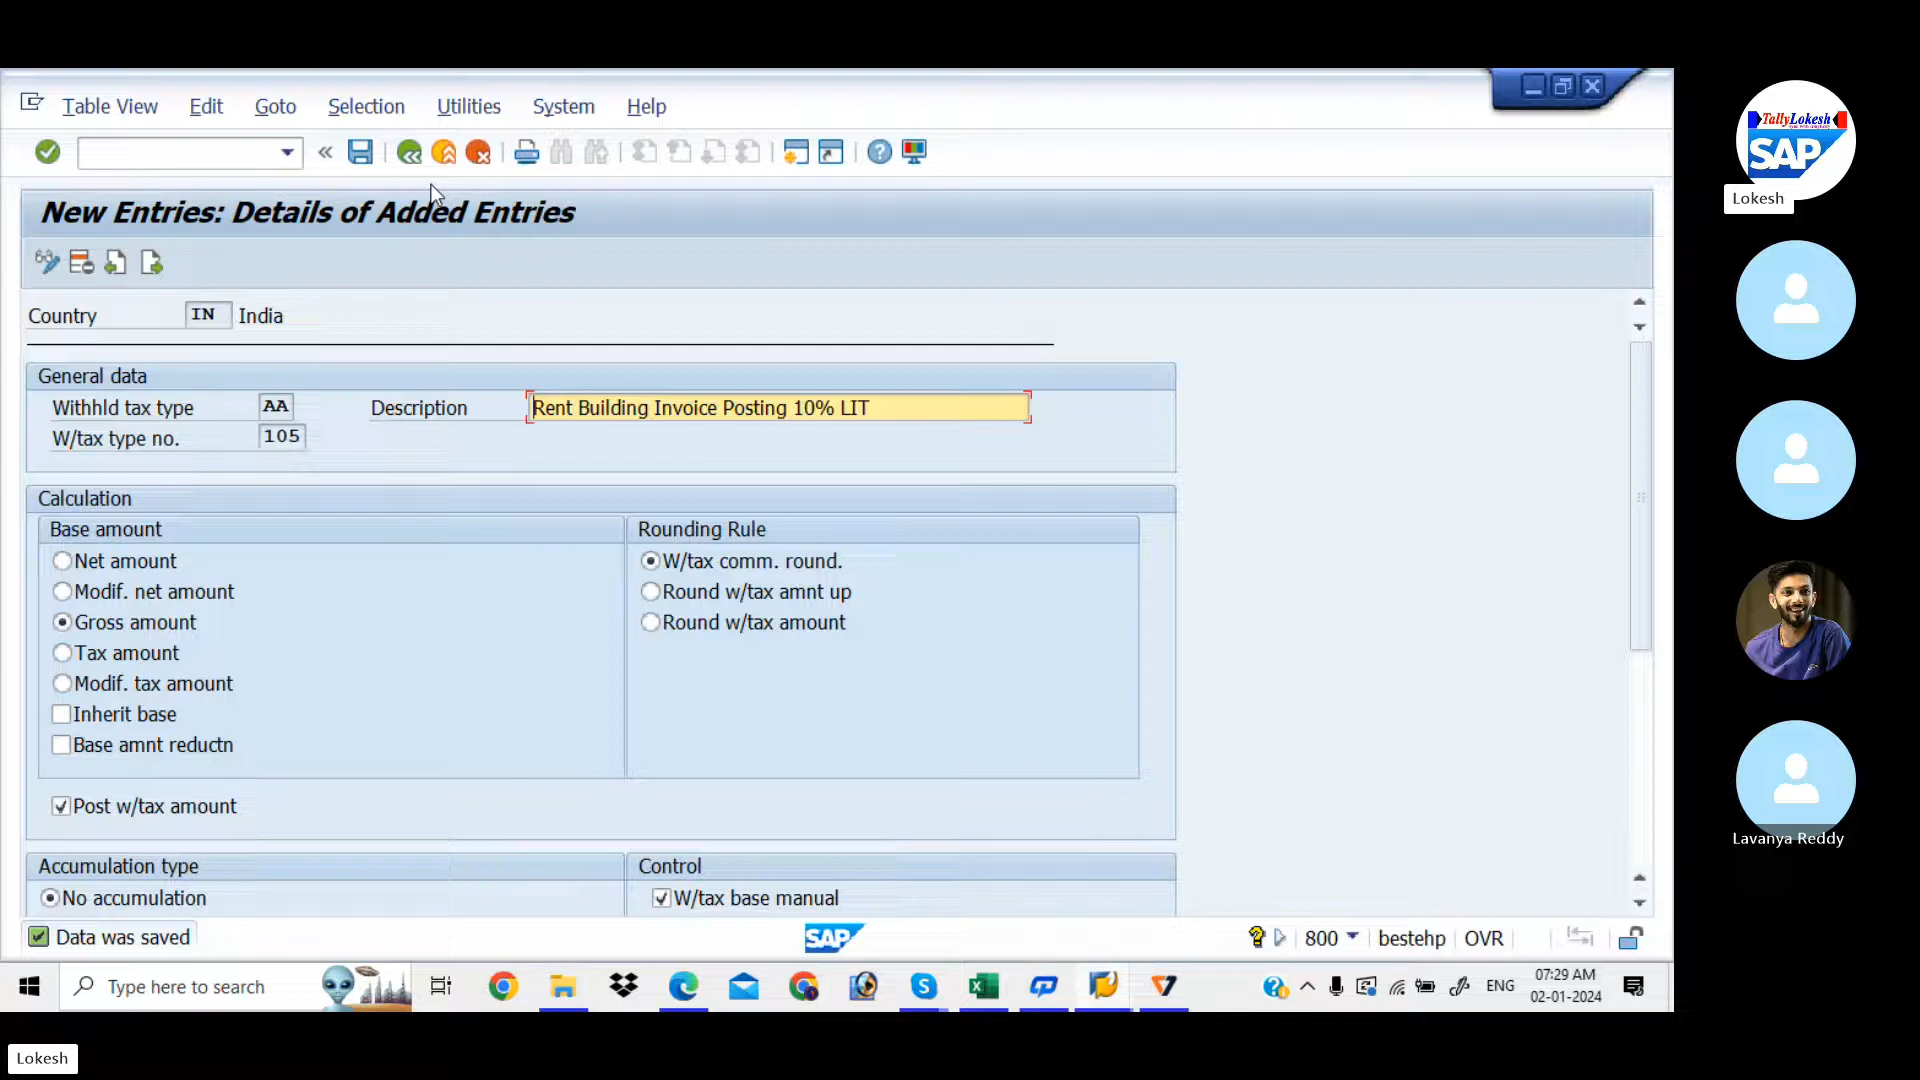 Table View Edit Goto Selection Utilities System Help
New Entries: Details of Added Entries
Country IN India
General data
Withhld tax type AA Description Rent Building Invoice Posting 10% LIT
W/tax type no. 105
Calculation
Base amount
Rounding Rule
Net amount
W/tax comm. round.
Modif. net amount
Round w/tax amnt up
Gross amount
Round w/tax amount
Tax amount
Modif. tax amount
Inherit base
Base amnt reductn
Post w/tax amount
Accumulation type
Control
No accumulation
W/tax base manual
Data was saved
SAP
800 bestehp OVR
Type here to search
ENG
07:29 AM
02-01-2024
TallyLokesh
SAP
Lokesh
Lavanya Reddy
Lokesh